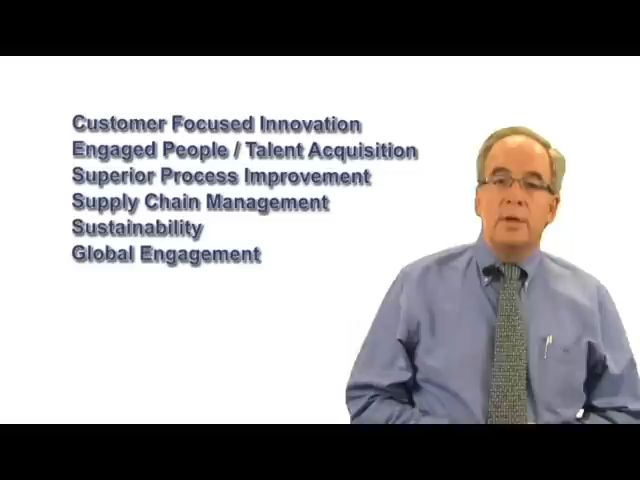 Customer Focused Innovation
Engaged People / Talent Acquisition
Superior Process Improvement
Supply Chain Management
Sustainability
Global Engagement